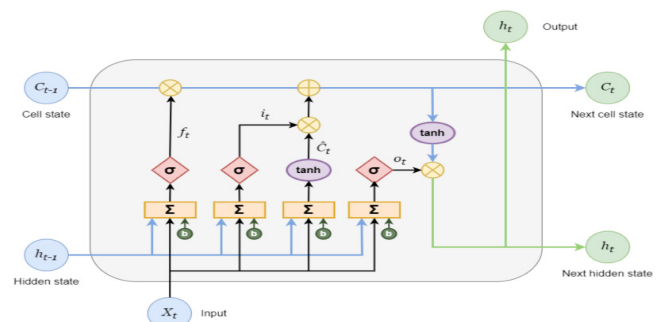 h_t
Output
C_{t-1}
Cell state
C_t
Next cell state
f_t
i_t
tanh
C̃_t
σ
σ
tanh
σ
o_t
Σ
Σ
Σ
Σ
b
b
b
b
h_{t-1}
Hidden state
h_t
Next hidden state
X_t
Input